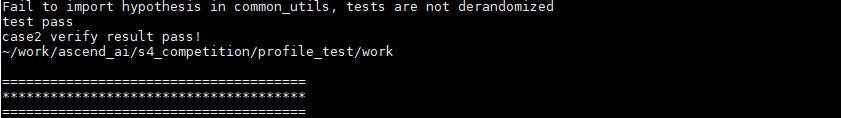 Fail to import hypothesis in common_utils, tests are not derandomized
test pass
case2 verify result pass!
~/work/ascend_ai/s4_competition/profile_test/work
======================================
**************************************
======================================